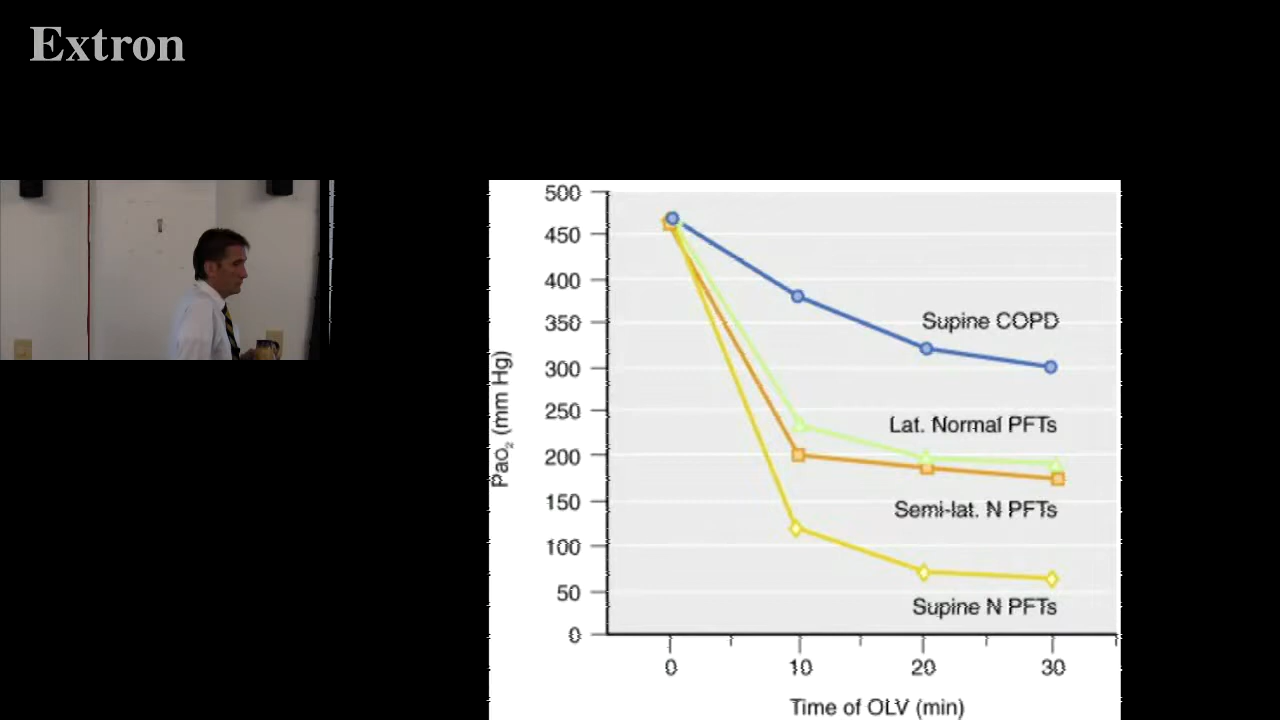 Extron
500
450
400
350
300
250
200
150
100
50
0
PaO₂ (mm Hg)
Supine COPD
Lat. Normal PFTs
Semi-lat. N PFTs
Supine N PFTs
0 10 20 30
Time of OLV (min)